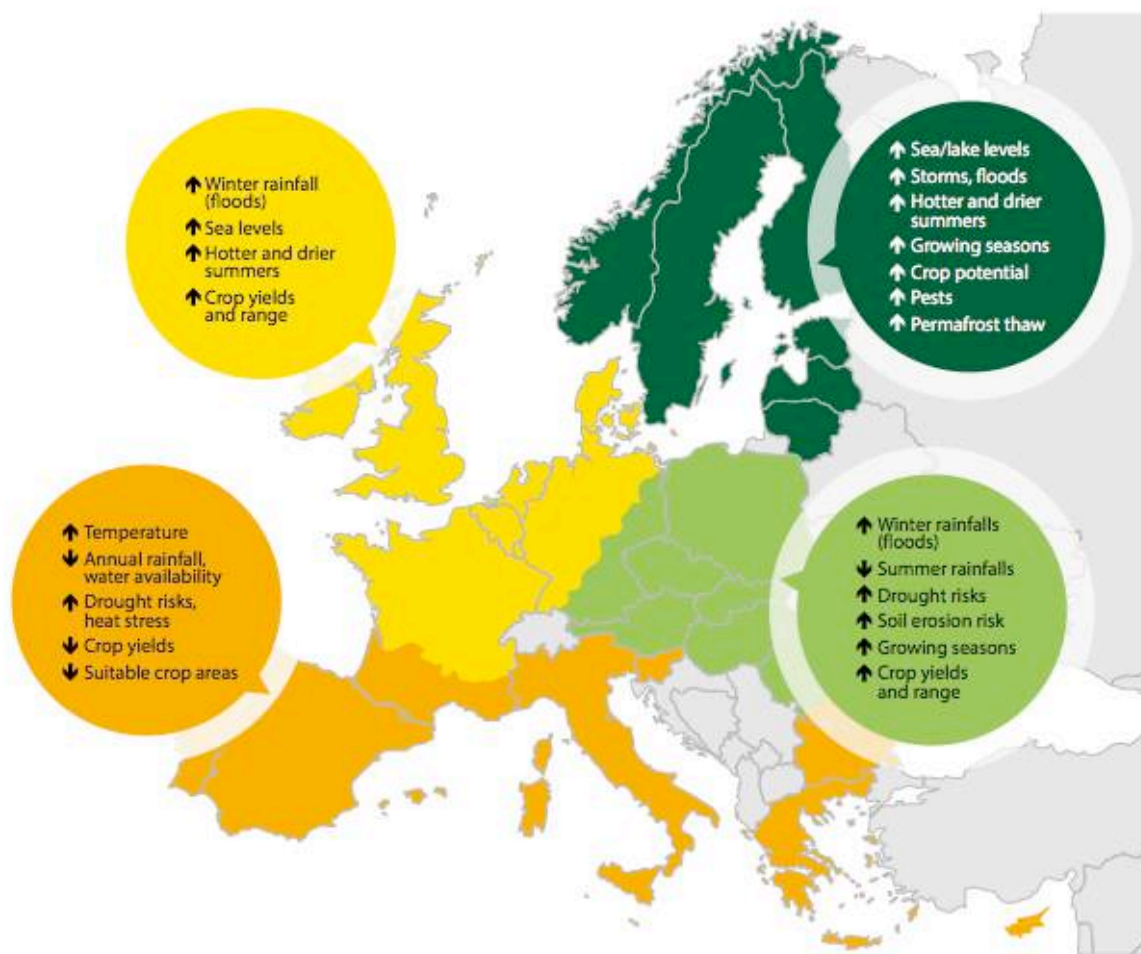 ↑ Winter rainfall
(floods)
↑ Sea levels
↑ Hotter and drier
summers
↑ Crop yields
and range
↑ Sea/lake levels
↑ Storms, floods
↑ Hotter and drier
summers
↑ Growing seasons
↑ Crop potential
↑ Pests
↑ Permafrost thaw
↑ Temperature
↓ Annual rainfall,
water availability
↑ Drought risks,
heat stress
↓ Crop yields
↓ Suitable crop areas
↑ Winter rainfalls
(floods)
↓ Summer rainfalls
↑ Drought risks
↑ Soil erosion risk
↑ Growing seasons
↑ Crop yields
and range